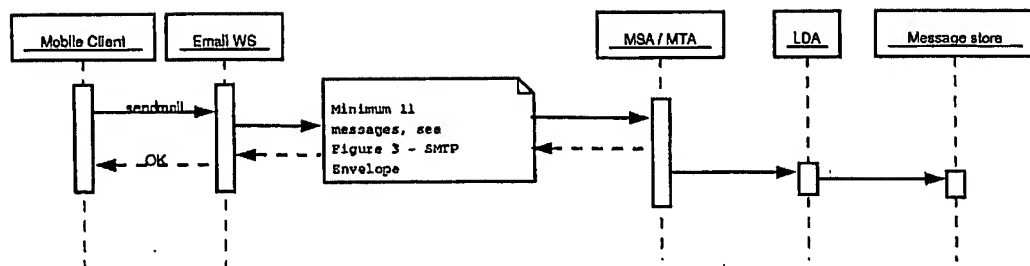 Mobile Client
Email WS
MSA / MTA
LDA
Message store
sendmail
OK
Minimum 11
messages, see
Figure 3 - SMTP
Envelope